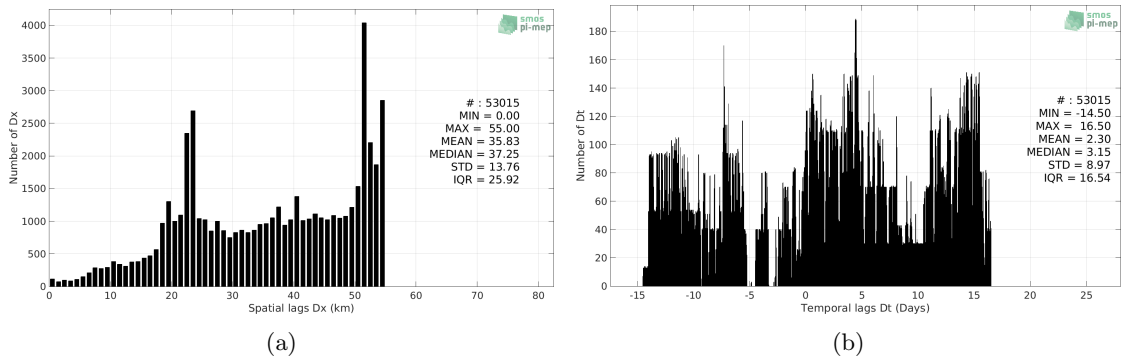 smos
pi-mep
4000
3500
3000
2500
2000
1500
1000
500
0
Number of Dx
# : 53015
MIN = 0.00
MAX = 55.00
MEAN = 35.83
MEDIAN = 37.25
STD = 13.76
IQR = 25.92
0 10 20 30 40 50 60 70 80
Spatial lags Dx (km)
(a)
smos
pi-mep
180
160
140
120
100
80
60
40
20
0
Number of Dt
# : 53015
MIN = -14.50
MAX = 16.50
MEAN = 2.30
MEDIAN = 3.15
STD = 8.97
IQR = 16.54
-15 -10 -5 0 5 10 15 20 25
Temporal lags Dt (Days)
(b)